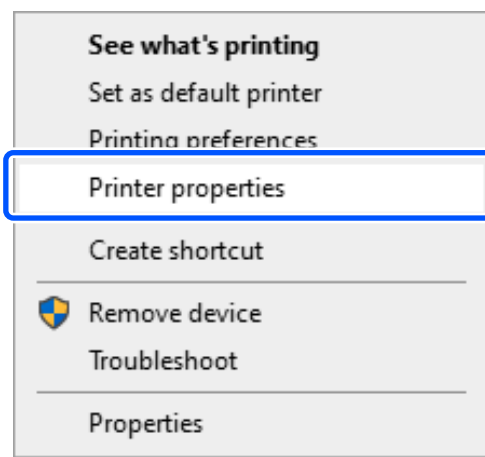 See what's printing
Set as default printer
Printing preferences
Printer properties
Create shortcut
Remove device
Troubleshoot
Properties